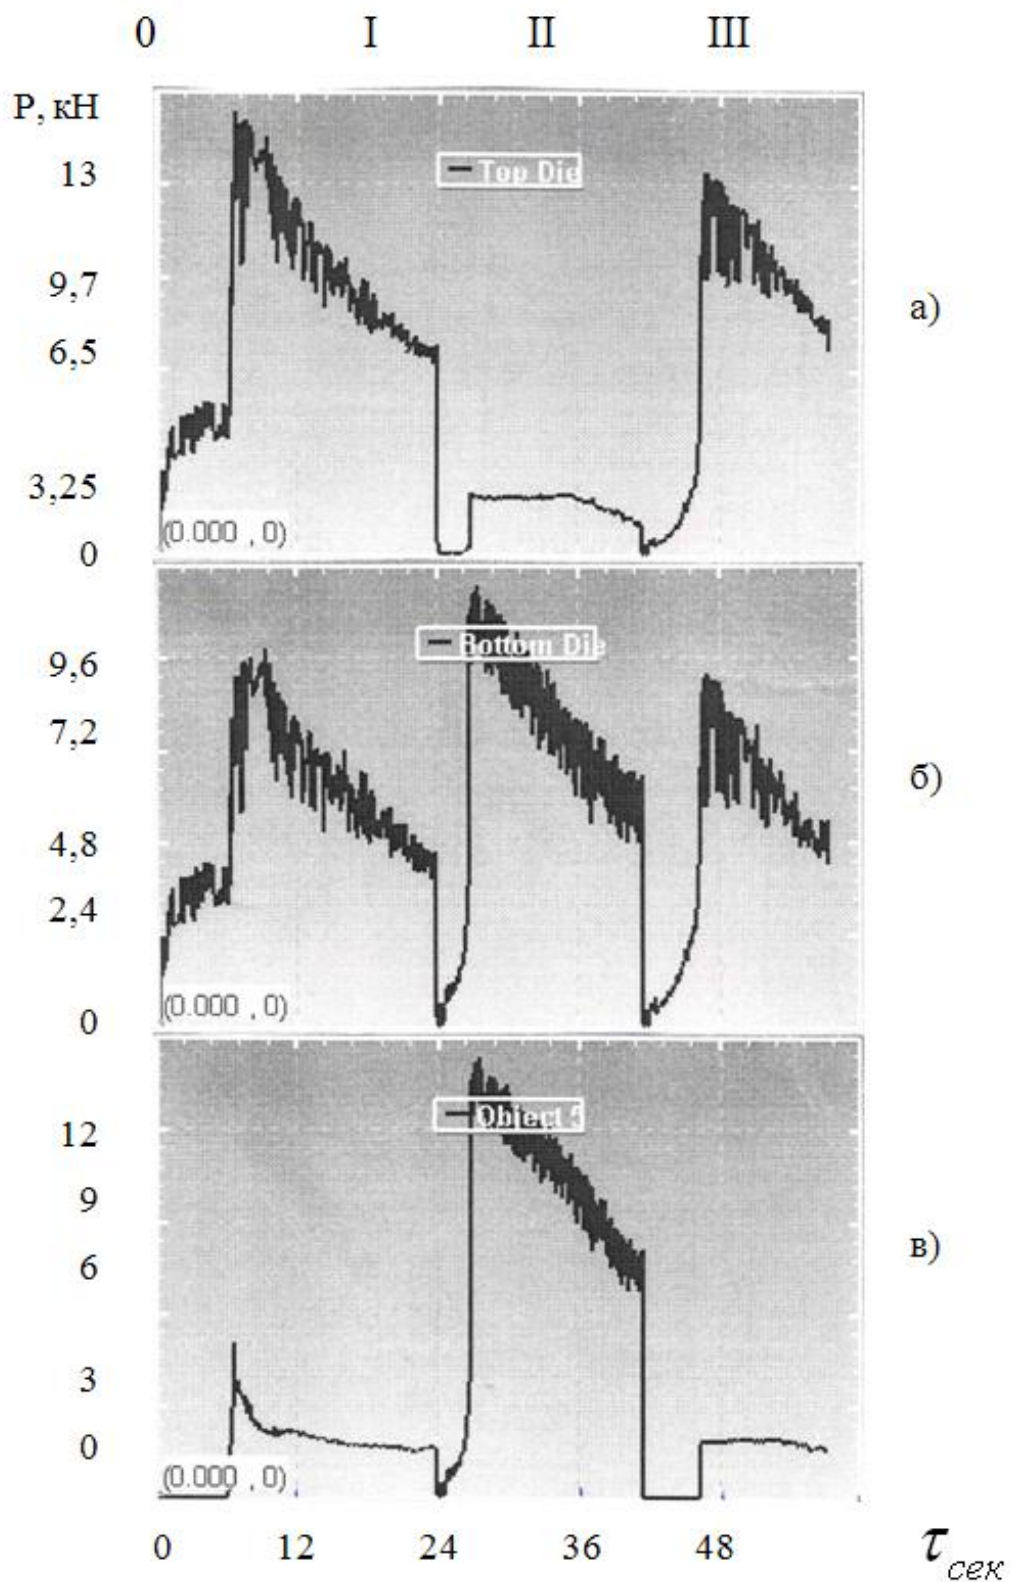 0 I II III
P, кН
13
Top Die
9,7
а)
6,5
3,25
(0.000 , 0)
0
Bottom Die
9,6
7,2
б)
4,8
2,4
(0.000 , 0)
0
Object 5
12
9
в)
6
3
0
(0.000 , 0)
0 12 24 36 48 τ сек